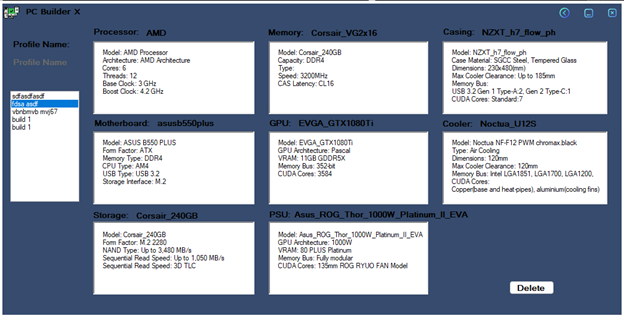 PC Builder X
Profile Name:
Profile Name
sdfasdfasdf
fdsa asdf
vbnbmvb mvj67
build 1
build 1
Processor: AMD
Model: AMD Processor
Architecture: AMD Architecture
Cores: 6
Threads: 12
Base Clock: 3 GHz
Boost Clock: 4.2 GHz
Memory: Corsair_VG2x16
Model: Corsair_240GB
Capacity: DDR4
Type:
Speed: 3200MHz
CAS Latency: CL16
Casing: NZXT_h7_flow_ph
Model: NZXT_h7_flow_ph
Case Material: SGCC Steel, Tempered Glass
Dimensions: 230x480(mm)
Max Cooler Clearance: Up to 185mm
Memory Bus:
USB 3.2 Gen 1 Type-A:2, Gen 2 Type-C:1
CUDA Cores: Standard:7
Motherboard: asusb550plus
Model: ASUS B550 PLUS
Form Factor: ATX
Memory Type: DDR4
CPU Type: AM4
USB Type: USB 3.2
Storage Interface: M.2
GPU: EVGA_GTX1080Ti
Model: EVGA_GTX1080Ti
GPU Architecture: Pascal
VRAM: 11GB GDDR5X
Memory Bus: 352-bit
CUDA Cores: 3584
Cooler: Noctua_U12S
Model: Noctua NF-F12 PWM chromax.black
Type: Air Cooling
Dimensions: 120mm
Max Cooler Clearance: 120mm
Memory Bus: Intel LGA1851, LGA1700, LGA1200,
CUDA Cores:
Copper(base and heat-pipes), aluminium(cooling fins)
Storage: Corsair_240GB
Model: Corsair_240GB
Form Factor: M.2 2280
NAND Type: Up to 3,480 MB/s
Sequential Read Speed: Up to 1,050 MB/s
Sequential Read Speed: 3D TLC
PSU: Asus_ROG_Thor_1000W_Platinum_II_EVA
Model: Asus_ROG_Thor_1000W_Platinum_II_EVA
GPU Architecture: 1000W
VRAM: 80 PLUS Platinum
Memory Bus: Fully modular
CUDA Cores: 135mm ROG RYUO FAN Model
Delete